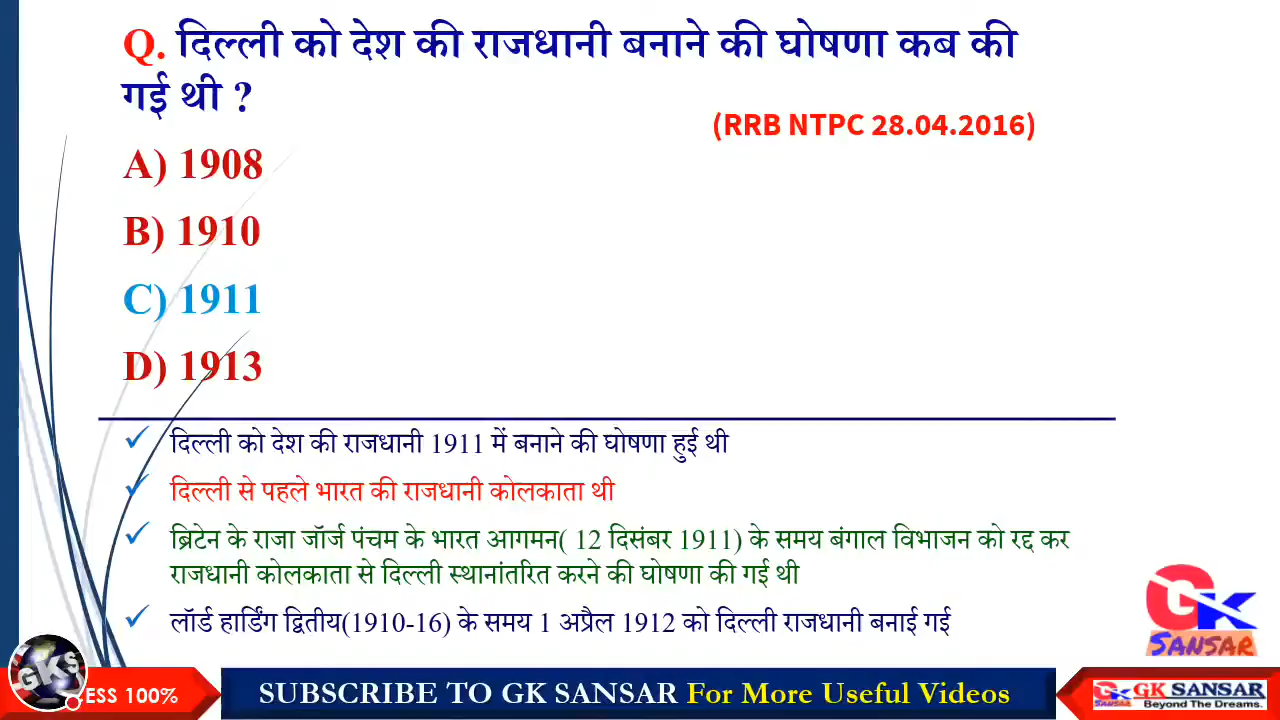 Q. दिल्ली को देश की राजधानी बनाने की घोषणा कब की
गई थी ?
(RRB NTPC 28.04.2016)
A) 1908
B) 1910
C) 1911
D) 1913
दिल्ली को देश की राजधानी 1911 में बनाने की घोषणा हुई थी
दिल्ली से पहले भारत की राजधानी कोलकाता थी
ब्रिटेन के राजा जॉर्ज पंचम के भारत आगमन( 12 दिसंबर 1911) के समय बंगाल विभाजन को रद्द कर
राजधानी कोलकाता से दिल्ली स्थानांतरित करने की घोषणा की गई थी
लॉर्ड हार्डिंग द्वितीय(1910-16) के समय 1 अप्रैल 1912 को दिल्ली राजधानी बनाई गई
GK
SANSAR
GKS
ESS 100%
SUBSCRIBE TO GK SANSAR For More Useful Videos
GK SANSAR
GK SANSAR
Beyond The Dreams.